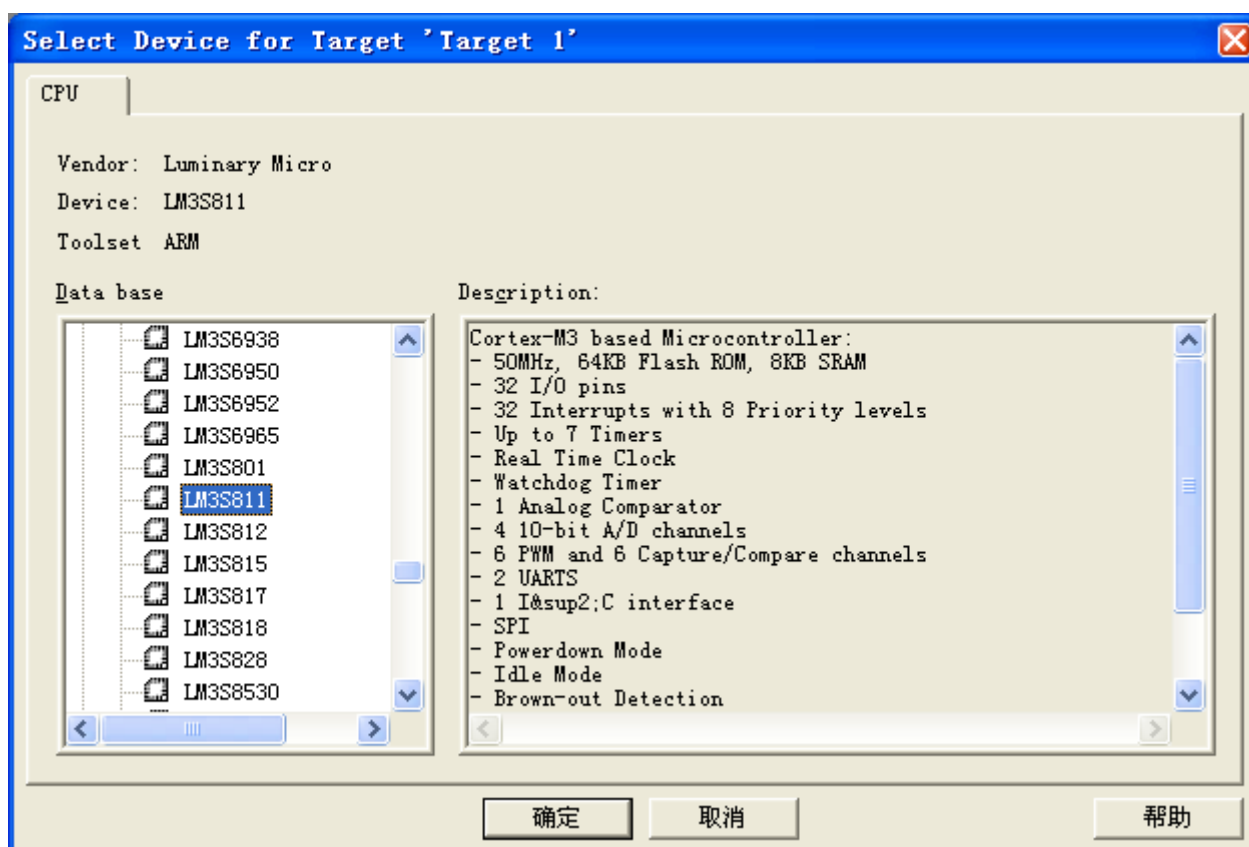 Select Device for Target 'Target 1'
CPU
Vendor: Luminary Micro
Device: LM3S811
Toolset ARM
Data base
Description:
LM3S6938
LM3S6950
LM3S6952
LM3S6965
LM3S801
LM3S811
LM3S812
LM3S815
LM3S817
LM3S818
LM3S828
LM3S8530
Cortex-M3 based Microcontroller:
- 50MHz, 64KB Flash ROM, 8KB SRAM
- 32 I/O pins
- 32 Interrupts with 8 Priority levels
- Up to 7 Timers
- Real Time Clock
- Watchdog Timer
- 1 Analog Comparator
- 4 10-bit A/D channels
- 6 PWM and 6 Capture/Compare channels
- 2 UARTS
- 1 I&sup2;C interface
- SPI
- Powerdown Mode
- Idle Mode
- Brown-out Detection
确定
取消
帮助